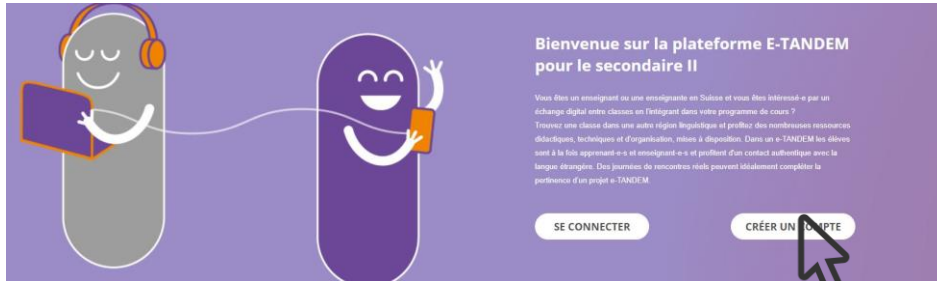 Bienvenue sur la plateforme E-TANDEM
pour le secondaire II
Vous êtes un enseignant ou une enseignante en Suisse et vous êtes intéressé-e par un
échange digital entre classes en l'intégrant dans votre programme de cours ?
Trouvez une classe dans une autre région linguistique et profitez des nombreuses ressources
didactiques, techniques et d'organisation, mises à disposition. Dans un e-TANDEM les élèves
sont à la fois apprenant-e-s et enseignant-e-s et profitent d'un contact authentique avec la
langue étrangère. Des journées de rencontres réels peuvent idéalement compléter la
pertinence d'un projet e-TANDEM.
SE CONNECTER
CRÉER UN COMPTE